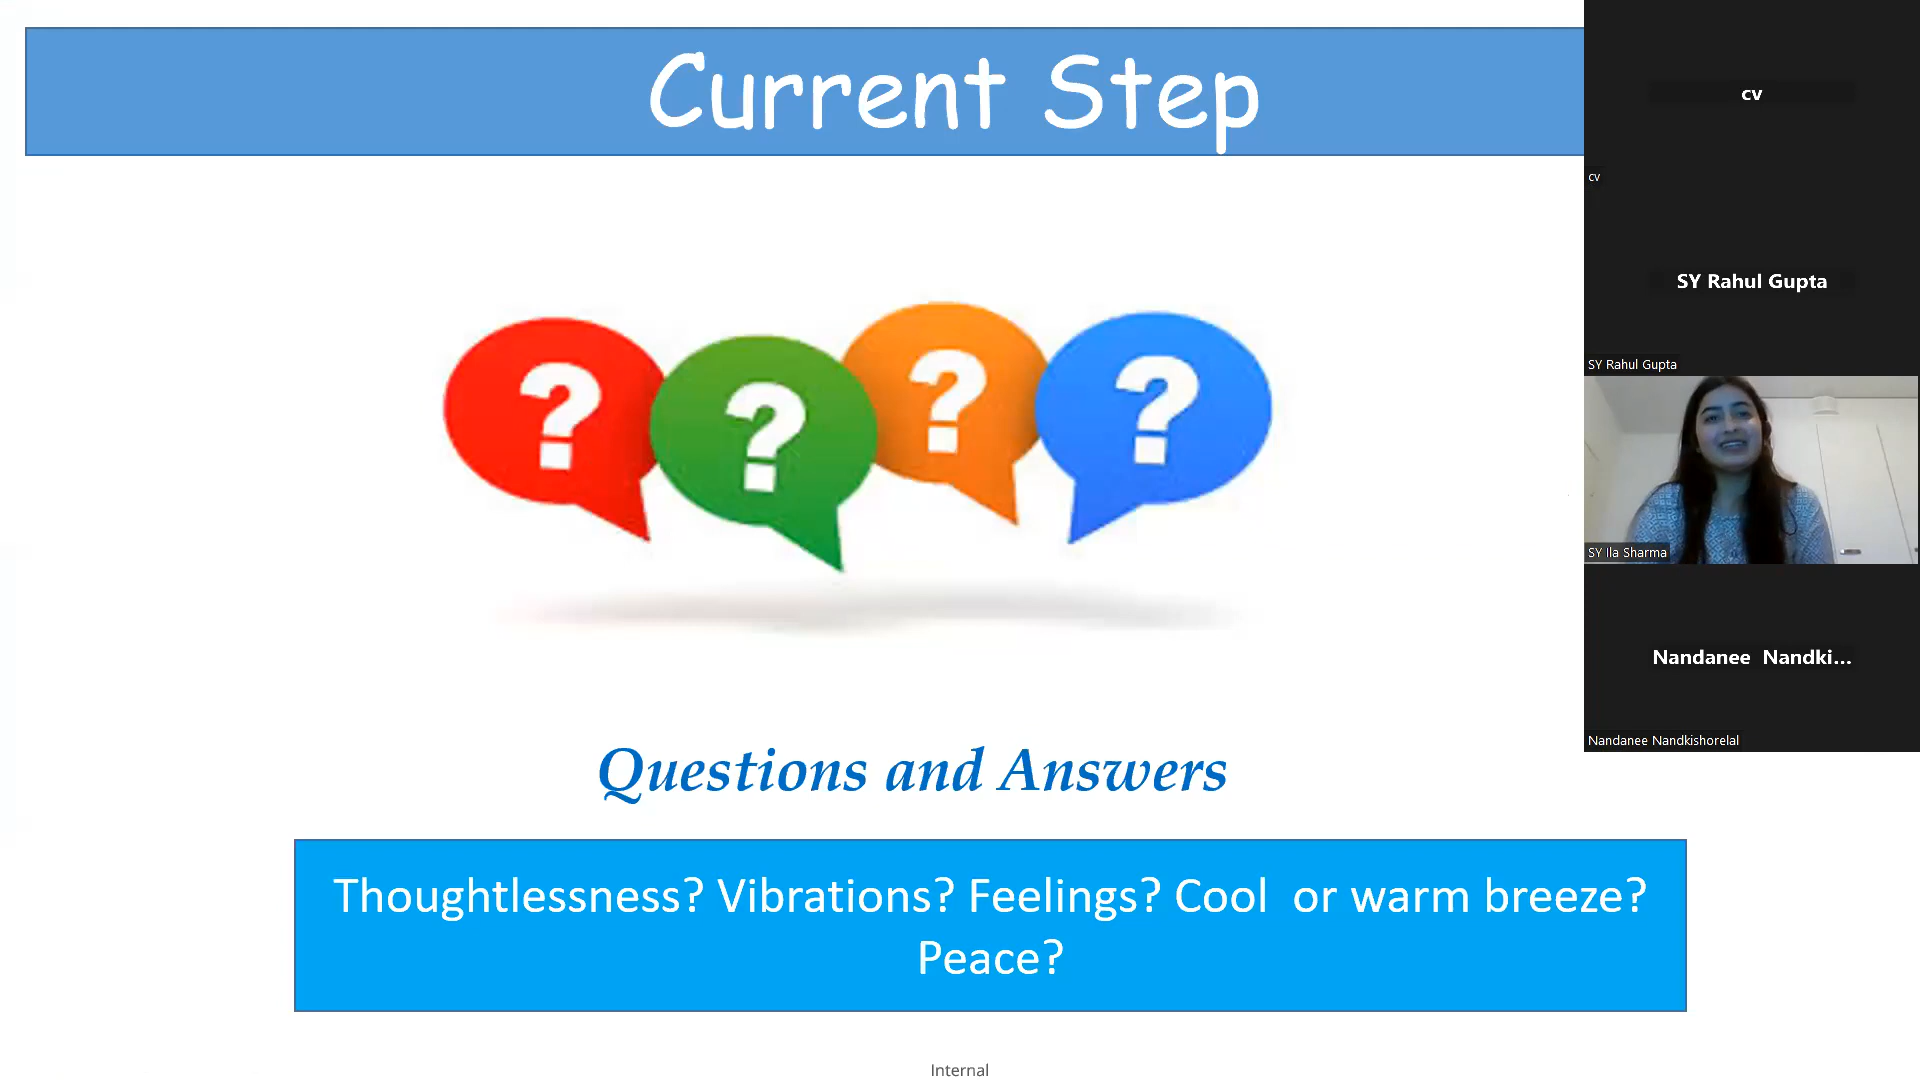 Current Step
?
?
?
?
Questions and Answers
Thoughtlessness? Vibrations? Feelings? Cool  or warm breeze?
Peace?
Internal
cv
cv
SY Rahul Gupta
SY Rahul Gupta
SY Ila Sharma
Nandanee  Nandki...
Nandanee Nandkishorelal